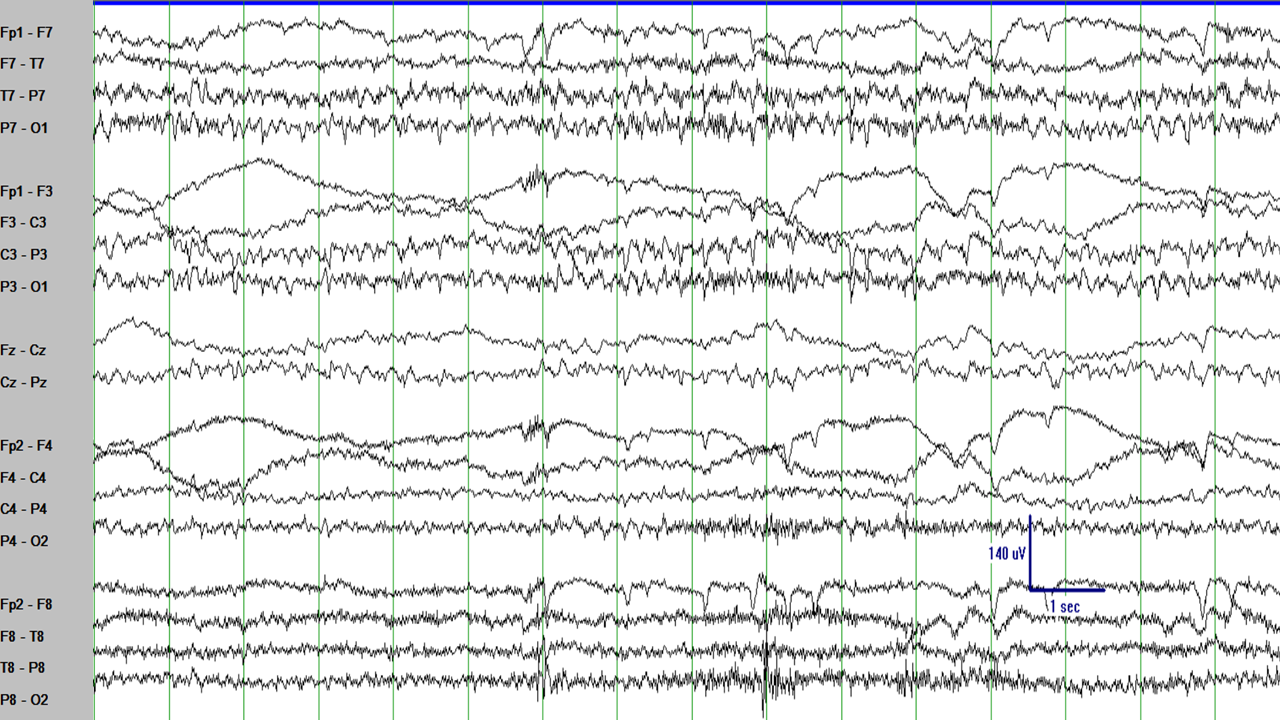 Fp1 - F7
F7 - T7
T7 - P7
P7 - O1
Fp1 - F3
F3 - C3
C3 - P3
P3 - O1
Fz - Cz
Cz - Pz
Fp2 - F4
F4 - C4
C4 - P4
P4 - O2
140 uV
Fp2 - F8
1 sec
F8 - T8
T8 - P8
P8 - O2